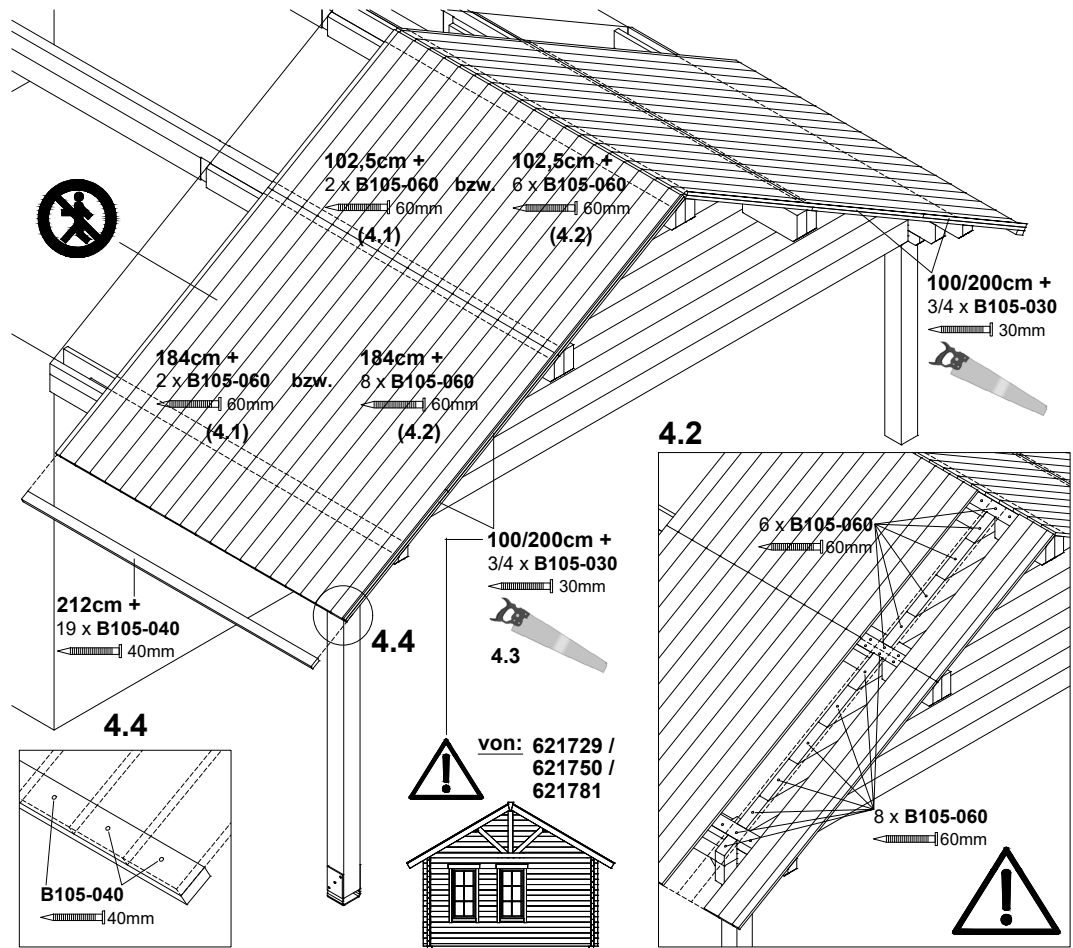 102,5cm +
2 x B105-060 bzw.
60mm
(4.1)
102,5cm +
6 x B105-060
60mm
(4.2)
100/200cm +
3/4 x B105-030
30mm
184cm +
2 x B105-060 bzw.
60mm
(4.1)
184cm +
8 x B105-060
60mm
(4.2)
4.2
6 x B105-060
60mm
8 x B105-060
60mm
100/200cm +
3/4 x B105-030
30mm
4.3
212cm +
19 x B105-040
40mm
4.4
4.4
B105-040
40mm
von: 621729 /
621750 /
621781